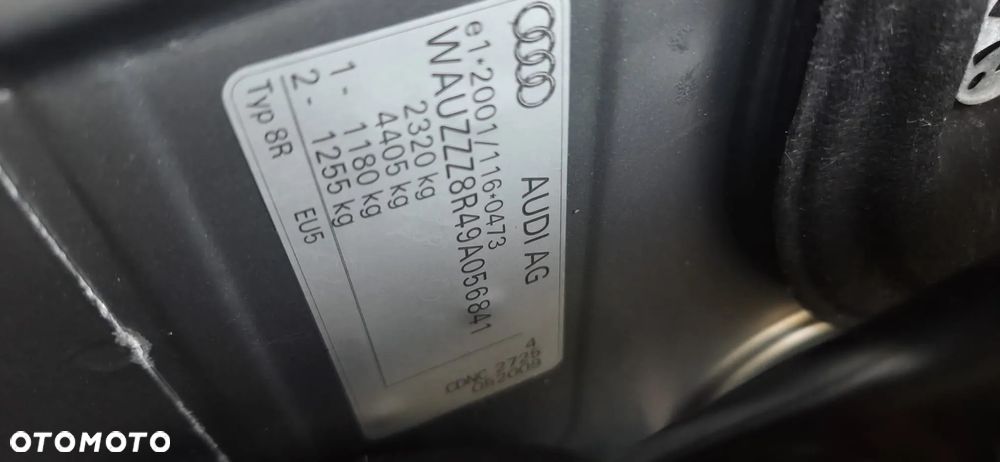 AUDI AG
e1*2001/116*0473
WAUZZZ8R49A056841
2320 kg
4405 kg
1- 1180 kg
2- 1255 kg
Typ 8R EU5
4
CDNC 2726
082009
OTOMOTO